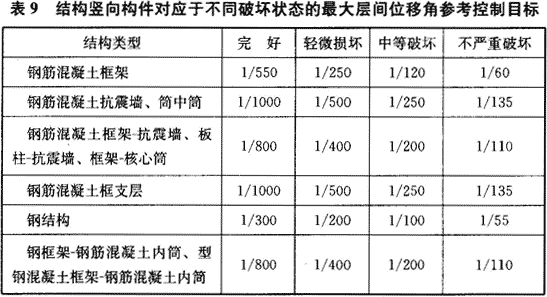 表 9 结构竖向构件对应于不同破坏状态的最大层间位移角参考控制目标
结构类型 完 好 轻微损坏 中等破坏 不严重破坏
钢筋混凝土框架 1/550 1/250 1/120 1/60
钢筋混凝土抗震墙、筒中筒 1/1000 1/500 1/250 1/135
钢筋混凝土框架-抗震墙、板
柱-抗震墙、框架-核心筒 1/800 1/400 1/200 1/110
钢筋混凝土框支层 1/1000 1/500 1/250 1/135
钢结构 1/300 1/200 1/100 1/55
钢框架-钢筋混凝土内筒、型
钢混凝土框架-钢筋混凝土内筒 1/800 1/400 1/200 1/110